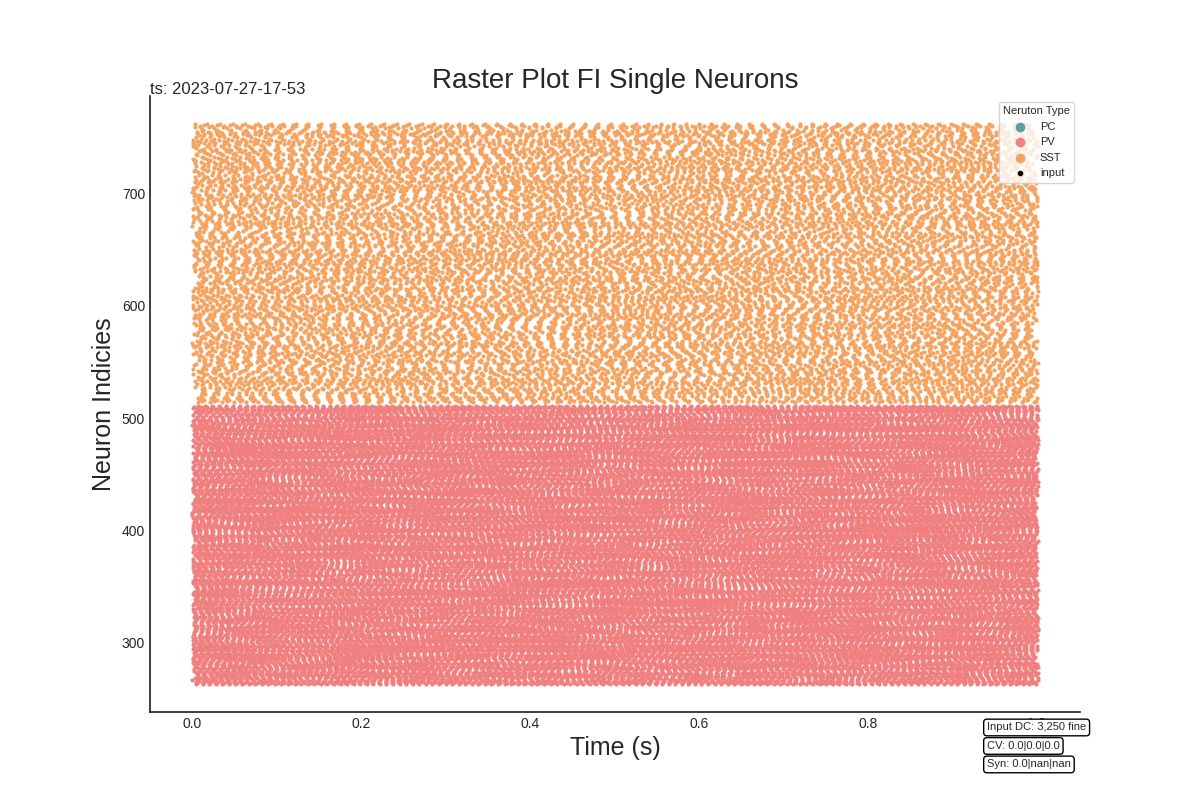 Raster Plot FI Single Neurons
ts: 2023-07-27-17-53
Neruton Type
PC
PV
SST
input
Neuron Indicies
700
600
500
400
300
0.0 0.2 0.4 0.6 0.8
Time (s)
Input DC: 3,250 fine
CV: 0.0|0.0|0.0
Syn: 0.0|nan|nan